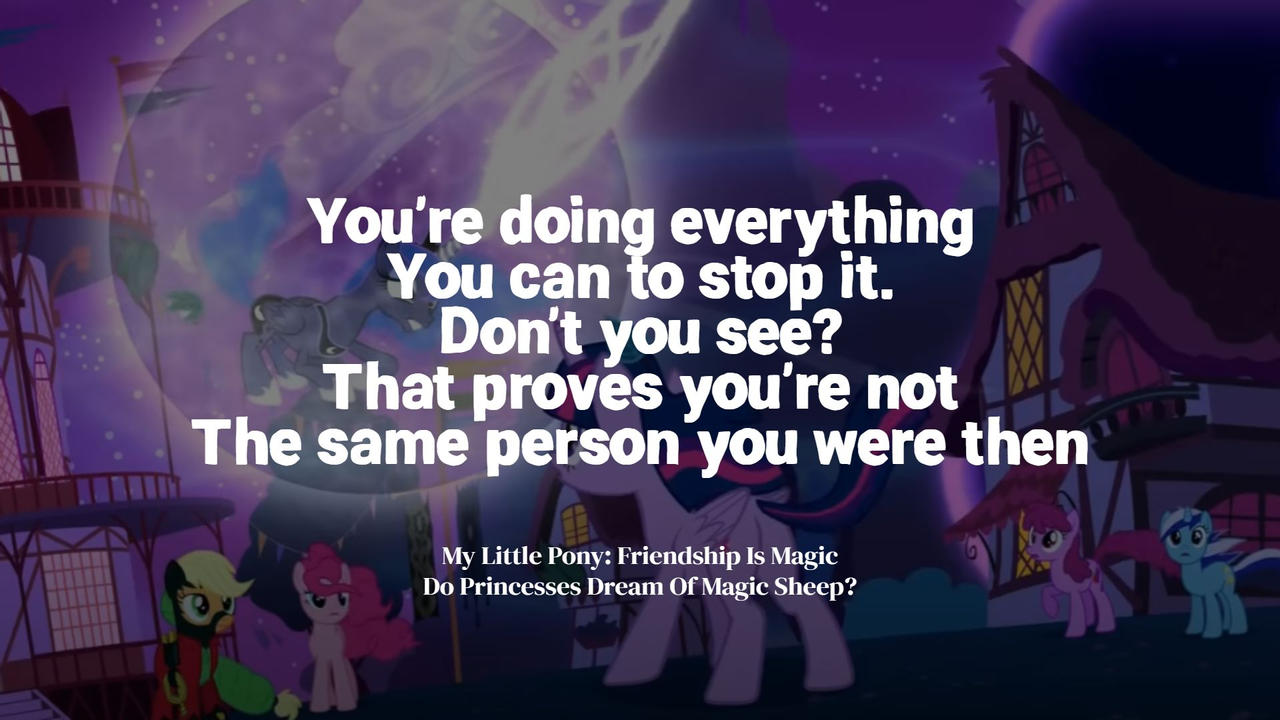 You're doing everything
You can to stop it.
Don't you see?
That proves you're not
The same person you were then
My Little Pony: Friendship Is Magic
Do Princesses Dream Of Magic Sheep?